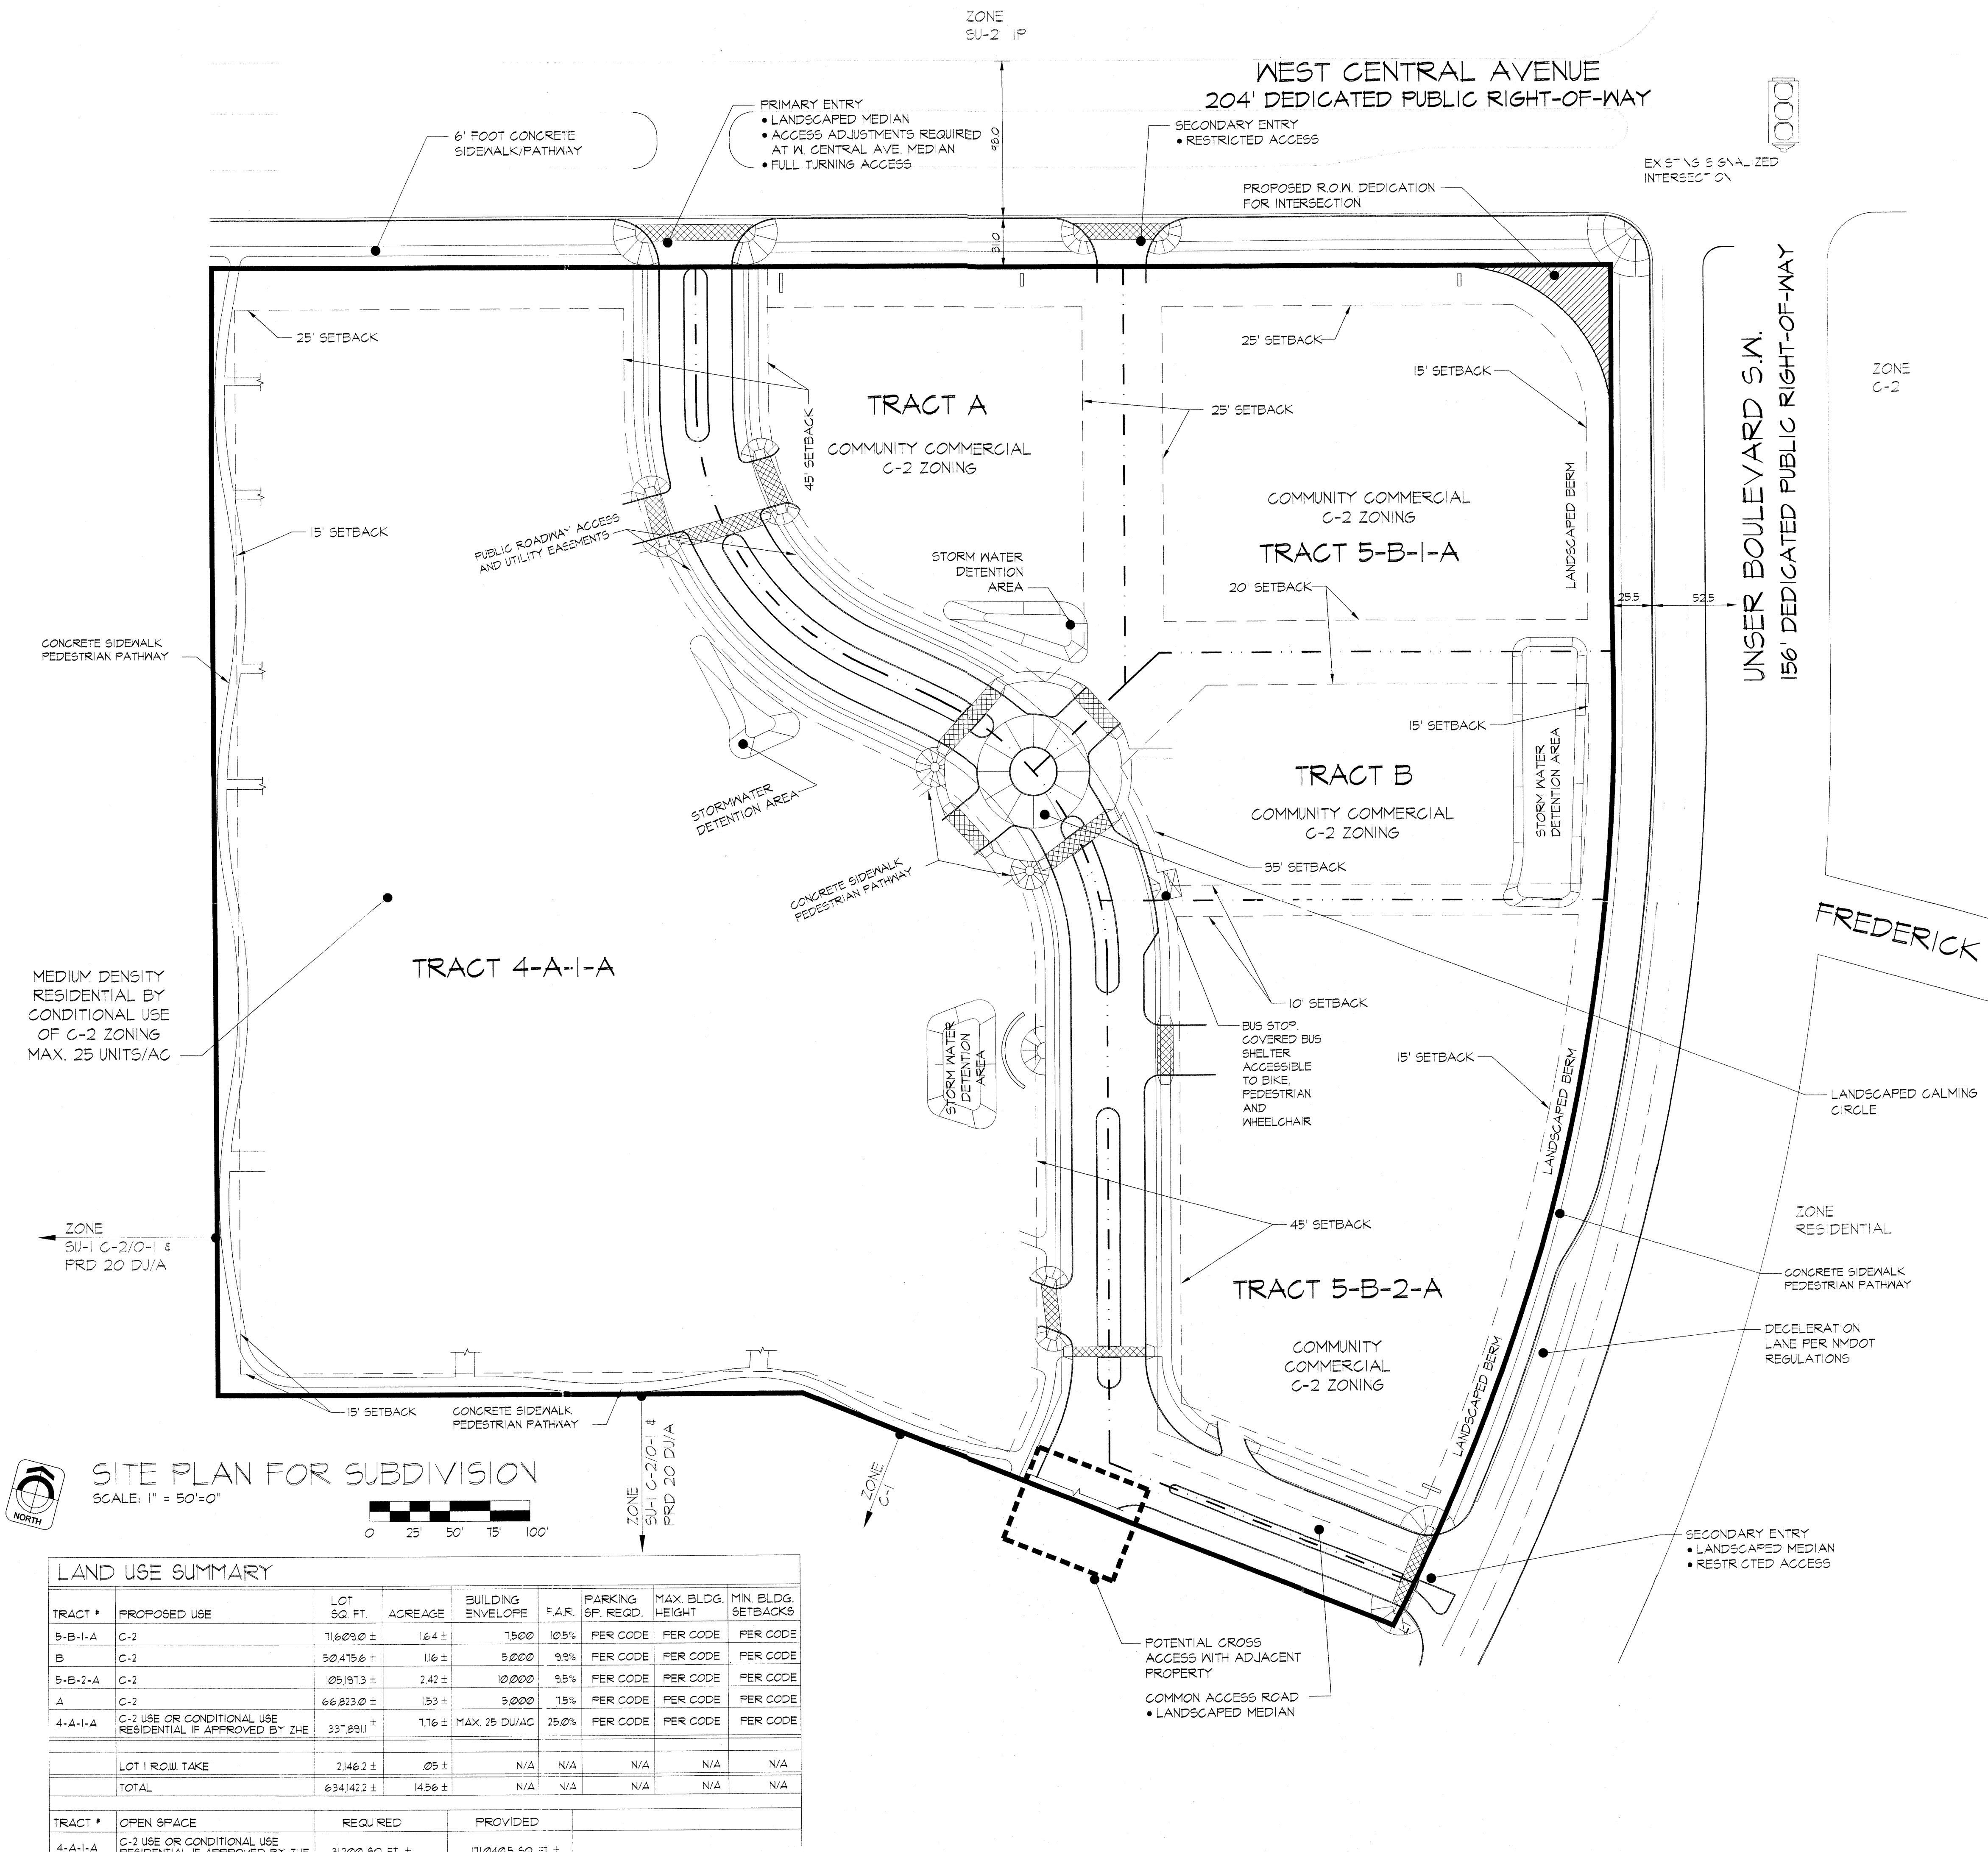 ZONE
SU-2 IP
WEST CENTRAL AVENUE
204' DEDICATED PUBLIC RIGHT-OF-WAY
PRIMARY ENTRY
• LANDSCAPED MEDIAN
• ACCESS ADJUSTMENTS REQUIRED
AT W. CENTRAL AVE. MEDIAN
• FULL TURNING ACCESS
6' FOOT CONCRETE
SIDEWALK/PATHWAY
98.0
31.0
SECONDARY ENTRY
• RESTRICTED ACCESS
EXISTING SIGNALIZED
INTERSECTION
PROPOSED R.O.W. DEDICATION
FOR INTERSECTION
25' SETBACK
25' SETBACK
15' SETBACK
ZONE
C-2
UNSER BOULEVARD S.W.
156' DEDICATED PUBLIC RIGHT-OF-WAY
TRACT A
COMMUNITY COMMERCIAL
C-2 ZONING
45' SETBACK
25' SETBACK
LANDSCAPED BERM
COMMUNITY COMMERCIAL
C-2 ZONING
TRACT 5-B-1-A
15' SETBACK
PUBLIC ROADWAY ACCESS
AND UTILITY EASEMENTS
STORM WATER
DETENTION
AREA
20' SETBACK
25.5
52.5
CONCRETE SIDEWALK
PEDESTRIAN PATHWAY
15' SETBACK
STORM WATER
DETENTION AREA
TRACT B
COMMUNITY COMMERCIAL
C-2 ZONING
STORMWATER
DETENTION AREA
35' SETBACK
CONCRETE SIDEWALK
PEDESTRIAN PATHWAY
FREDERICK
TRACT 4-A-1-A
MEDIUM DENSITY
RESIDENTIAL BY
CONDITIONAL USE
OF C-2 ZONING
MAX. 25 UNITS/AC
10' SETBACK
BUS STOP.
COVERED BUS
SHELTER
ACCESSIBLE
TO BIKE,
PEDESTRIAN
AND
WHEELCHAIR
STORM WATER
DETENTION
AREA
15' SETBACK
LANDSCAPED BERM
LANDSCAPED CALMING
CIRCLE
45' SETBACK
ZONE
RESIDENTIAL
ZONE
SU-1 C-2/O-1 &
PRD 20 DU/A
TRACT 5-B-2-A
COMMUNITY
COMMERCIAL
C-2 ZONING
CONCRETE SIDEWALK
PEDESTRIAN PATHWAY
DECELERATION
LANE PER NMDOT
REGULATIONS
LANDSCAPED BERM
15' SETBACK
CONCRETE SIDEWALK
PEDESTRIAN PATHWAY
ZONE
SU-1 C-2/O-1 &
PRD 20 DU/A
ZONE
C-1
NORTH
SITE PLAN FOR SUBDIVISION
SCALE: 1" = 50'=0"
0 25' 50' 75' 100'
SECONDARY ENTRY
• LANDSCAPED MEDIAN
• RESTRICTED ACCESS
POTENTIAL CROSS
ACCESS WITH ADJACENT
PROPERTY
COMMON ACCESS ROAD
• LANDSCAPED MEDIAN
LAND USE SUMMARY
TRACT # PROPOSED USE LOT SQ. FT. ACREAGE BUILDING ENVELOPE F.A.R. PARKING SP. REQD. MAX. BLDG. HEIGHT MIN. BLDG. SETBACKS
5-B-1-A C-2 71,609.0 ± 1.64 ± 7,500 10.5% PER CODE PER CODE PER CODE
B C-2 50,475.6 ± 1.16 ± 5,000 9.9% PER CODE PER CODE PER CODE
5-B-2-A C-2 105,197.3 ± 2.42 ± 10,000 9.5% PER CODE PER CODE PER CODE
A C-2 66,823.0 ± 1.53 ± 5,000 7.5% PER CODE PER CODE PER CODE
4-A-1-A C-2 USE OR CONDITIONAL USE RESIDENTIAL IF APPROVED BY ZHE 337,891.1 ± 7.76 ± MAX. 25 DU/AC 25.0% PER CODE PER CODE PER CODE
LOT 1 R.O.W. TAKE 2,146.2 ± .05 ± N/A N/A N/A N/A N/A
TOTAL 634,142.2 ± 14.56 ± N/A N/A N/A N/A N/A
TRACT # OPEN SPACE REQUIRED PROVIDED
4-A-1-A C-2 USE OR CONDITIONAL USE